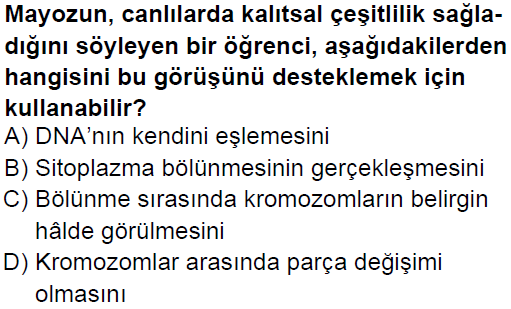 Mayozun, canlılarda kalıtsal çeşitlilik sağla-
dığını söyleyen bir öğrenci, aşağıdakilerden
hangisini bu görüşünü desteklemek için
kullanabilir?
A) DNA’nın kendini eşlemesini
B) Sitoplazma bölünmesinin gerçekleşmesini
C) Bölünme sırasında kromozomların belirgin
hâlde görülmesini
D) Kromozomlar arasında parça değişimi
olmasını